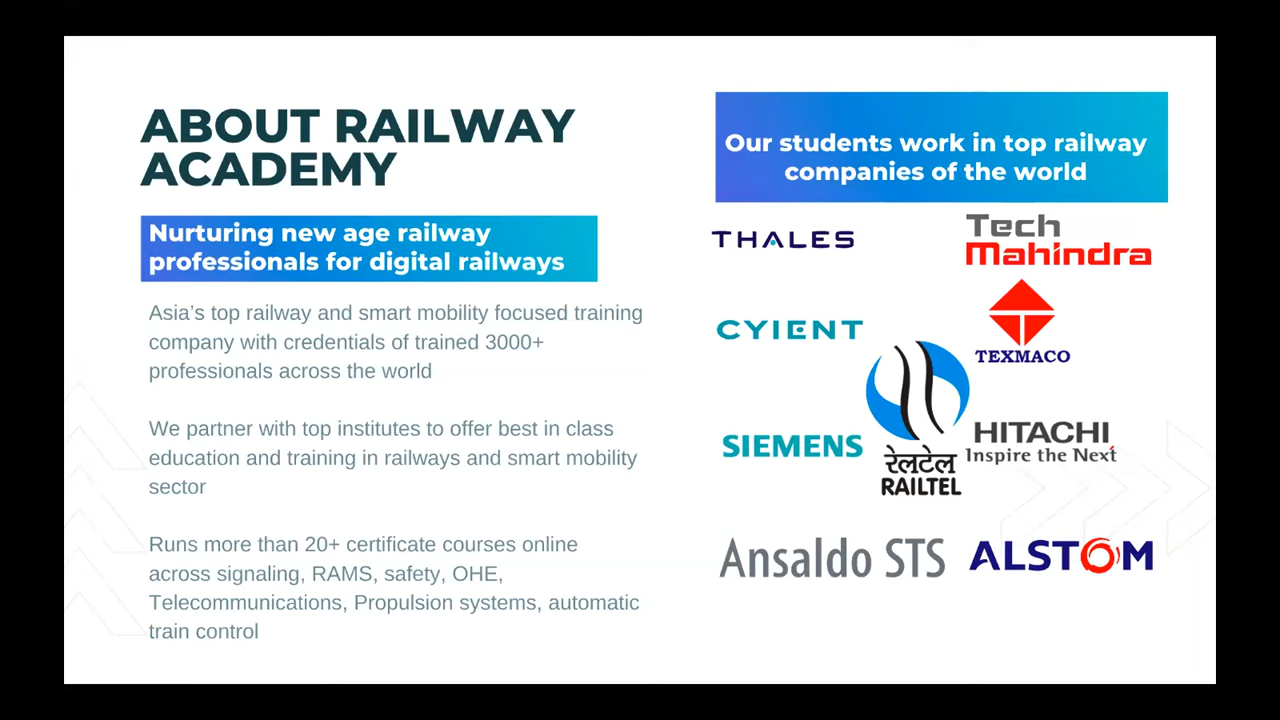 ABOUT RAILWAY
ACADEMY
Nurturing new age railway
professionals for digital railways
Asia's top railway and smart mobility focused training
company with credentials of trained 3000+
professionals across the world
We partner with top institutes to offer best in class
education and training in railways and smart mobility
sector
Runs more than 20+ certificate courses online
across signaling, RAMS, safety, OHE,
Telecommunications, Propulsion systems, automatic
train control
Our students work in top railway
companies of the world
THALES
Tech
Mahindra
CYIENT
TEXMACO
SIEMENS
रेलटेल
RAILTEL
HITACHI
Inspire the Next
Ansaldo STS
ALSTOM